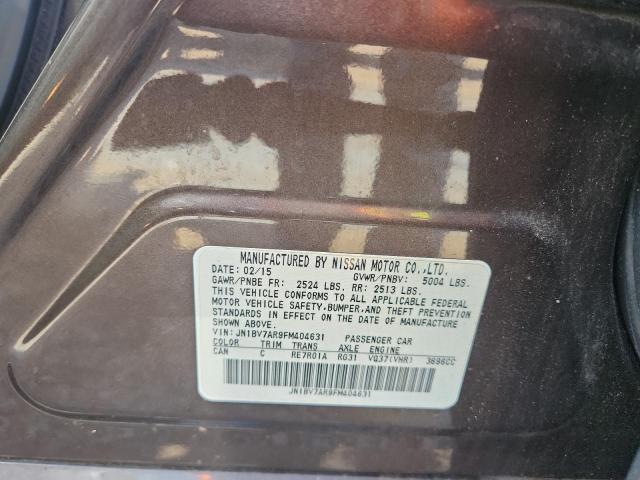 MANUFACTURED BY NISSAN MOTOR CO.,LTD.
02/15 GVWR/PNBV: 5004 LBS.
GAWR/PNBE FR: 2524 LBS. RR: 2513 LBS.
THIS VEHICLE CONFORMS TO ALL APPLICABLE FEDERAL
MOTOR VEHICLE SAFETY,BUMPER,AND THEFT PREVENTION
STANDARDS IN EFFECT ON THE DATE OF MANUFACTURE
SHOWN ABOVE.
VIN: JN1BV7AR9FM404631 PASSENGER CAR
COLOR TRIM TRANS AXLE ENGINE
CAN C RE7R01A RG31 VQ37(VHR) 3696CC
JN1BV7AR9FM404631